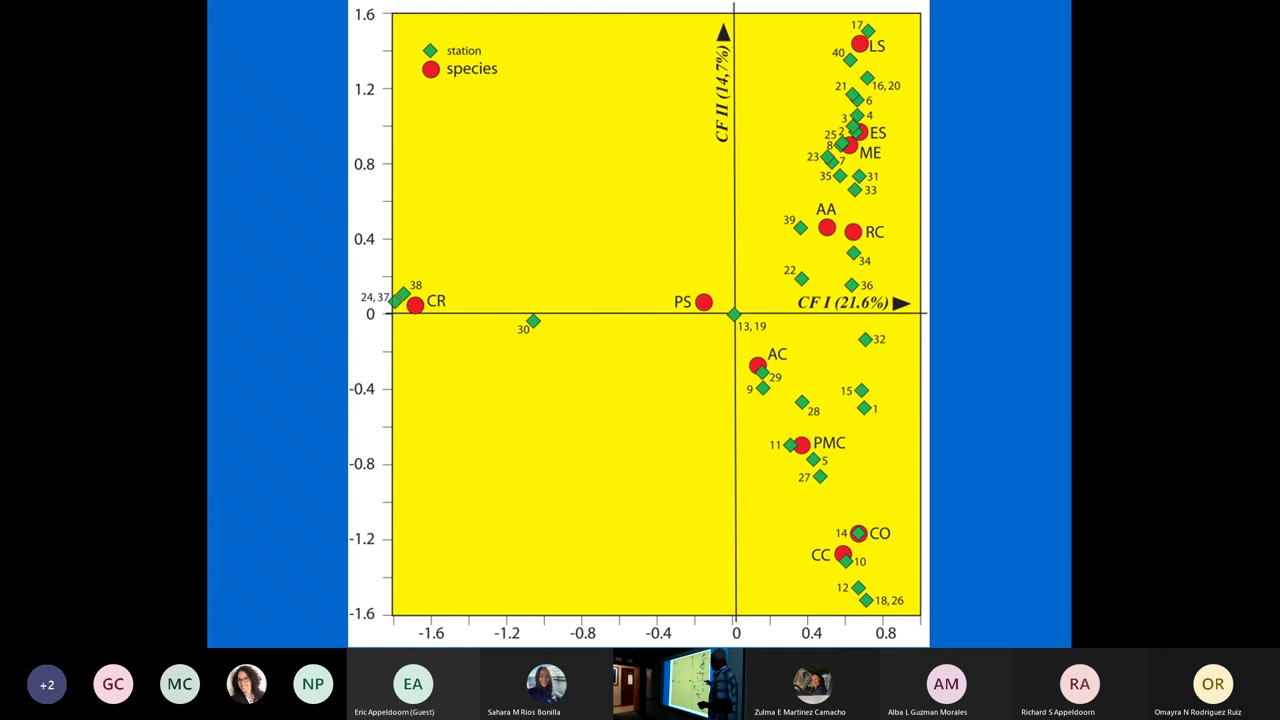 1.6
17
LS
40
station
species
CF II (14,7%)
1.2
16, 20
21
6
3
4
25
2
ES
8
ME
0.8
23
7
35
31
33
AA
39
RC
0.4
34
22
36
24, 37
38
CR
PS
CF I (21.6%)
0
30
13, 19
32
AC
29
-0.4
9
15
28
1
11
PMC
-0.8
5
27
-1.2
14
CO
CC
10
12
18, 26
-1.6
-1.6
-1.2
-0.8
-0.4
0
0.4
0.8
+2
GC
MC
NP
EA
AM
RA
OR
Eric Appeldoorn (Guest)
Sahara M Rios Bonilla
Zulma E Martinez Camacho
Alba L Guzman Morales
Richard S Appeldoorn
Omayra N Rodriguez Ruiz